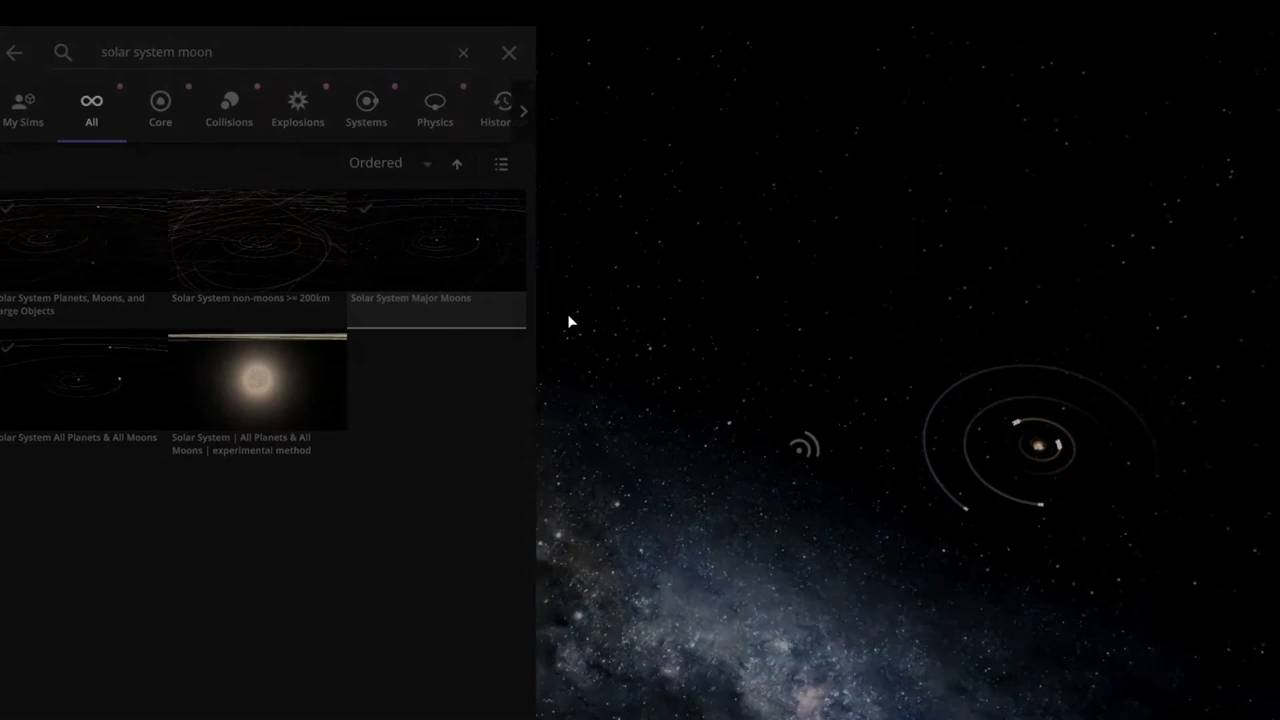 solar system moon
My Sims
All
Core
Collisions
Explosions
Systems
Physics
Histor
Ordered
olar System Planets, Moons, and
arge Objects
Solar System non-moons >= 200km
Solar System Major Moons
olar System All Planets & All Moons
Solar System | All Planets & All
Moons | experimental method